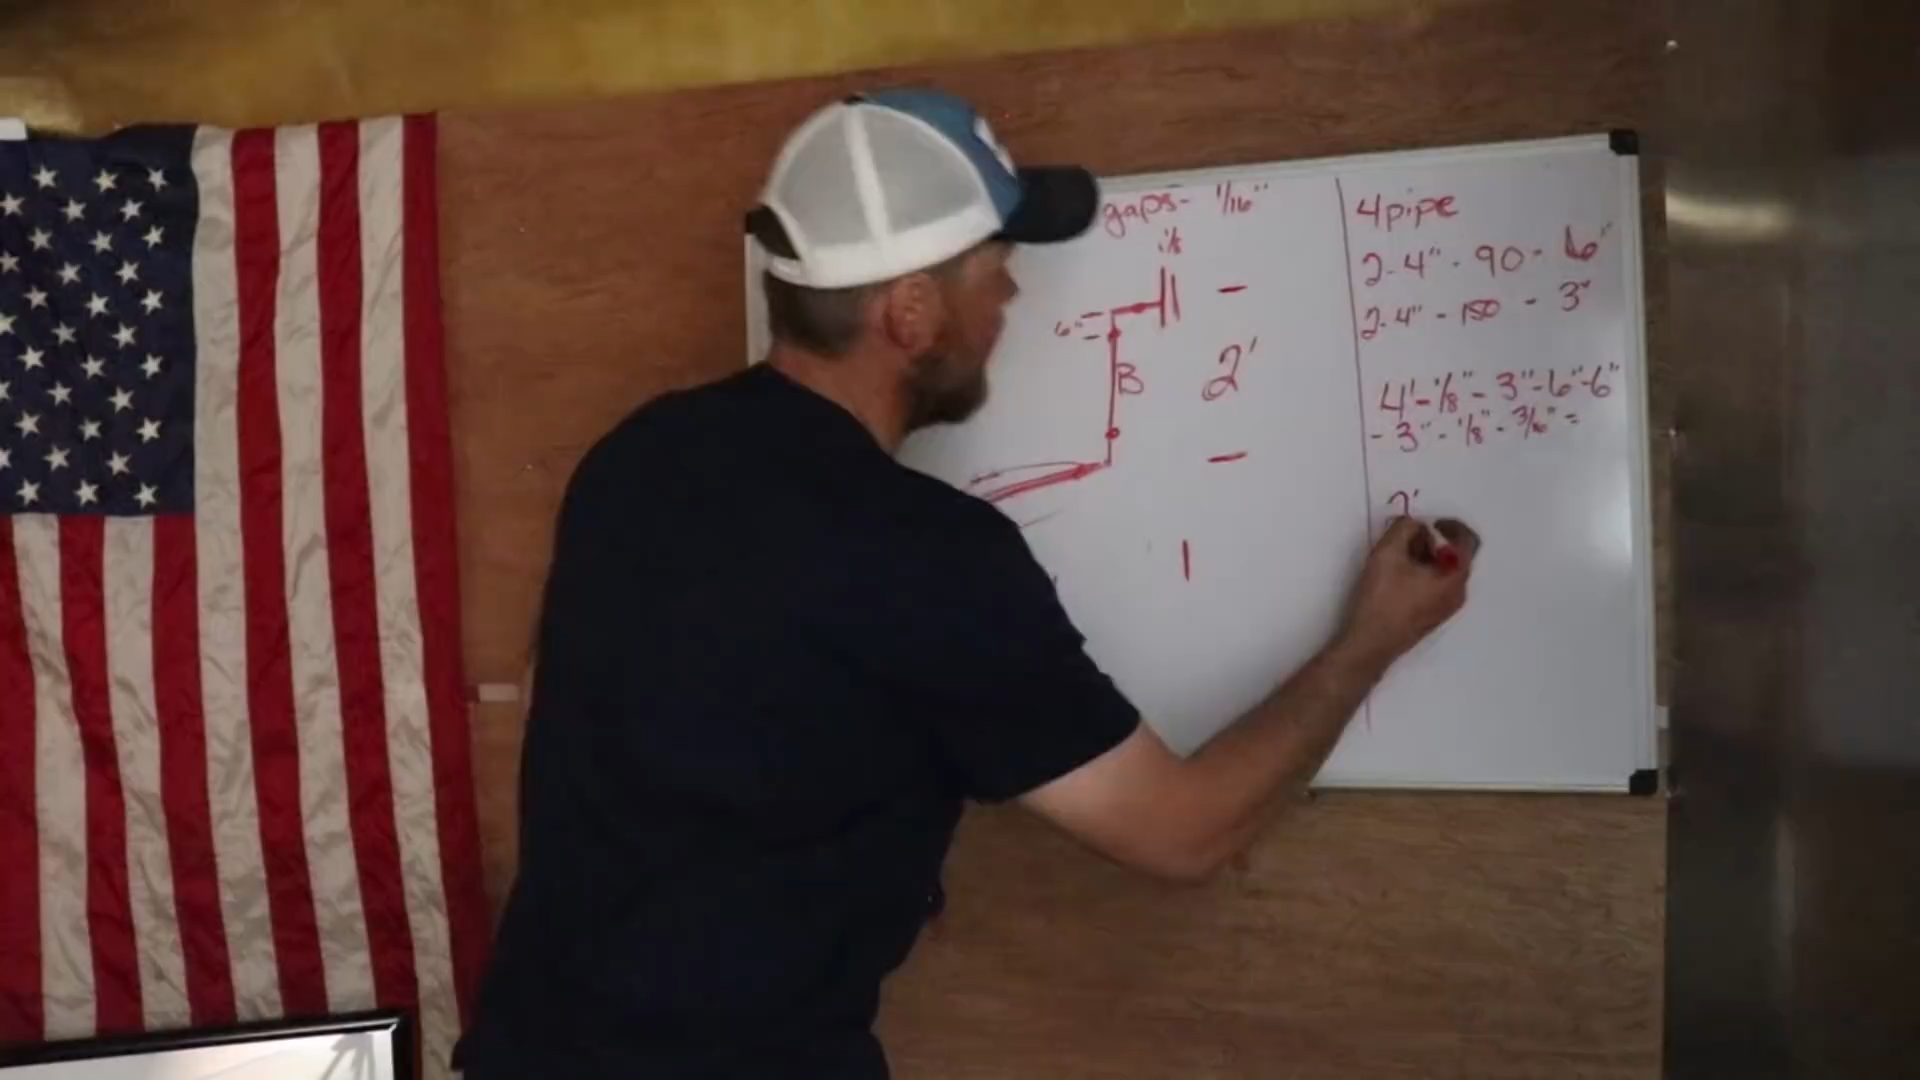 gaps- 1/16"
1/8
6"
B
2'
4 pipe
2-4" - 90 - 6"
2-4" - 150 - 3"
4'-1/8" - 3"-6"-6"
- 3" - 1/8" - 3/16" =
2'